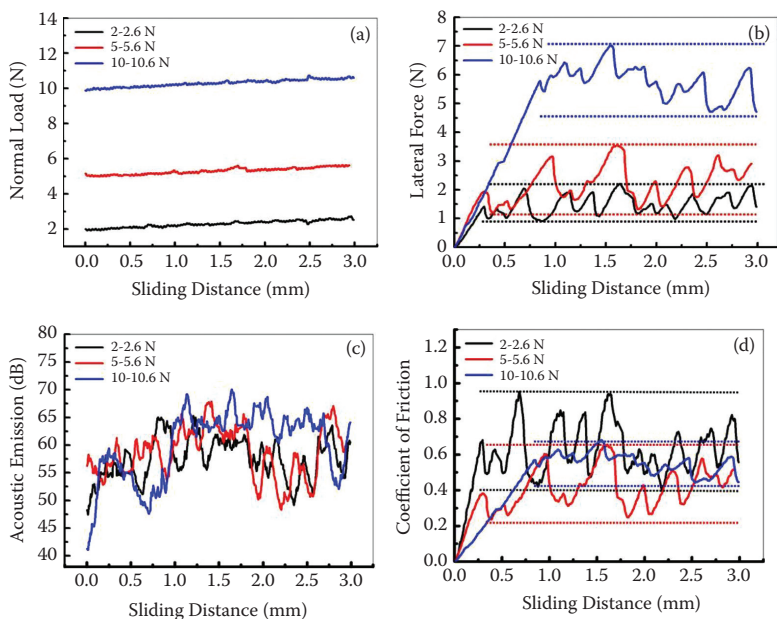 (a)
2-2.6 N
5-5.6 N
10-10.6 N
Normal Load (N)
14
12
10
8
6
4
2
0.0 0.5 1.0 1.5 2.0 2.5 3.0
Sliding Distance (mm)
(b)
2-2.6 N
5-5.6 N
10-10.6 N
Lateral Force (N)
8
7
6
5
4
3
2
1
0
0.0 0.5 1.0 1.5 2.0 2.5 3.0
Sliding Distance (mm)
(c)
2-2.6 N
5-5.6 N
10-10.6 N
Acoustic Emission (dB)
80
75
70
65
60
55
50
45
40
0.0 0.5 1.0 1.5 2.0 2.5 3.0
Sliding Distance (mm)
(d)
2-2.6 N
5-5.6 N
10-10.6 N
Coefficient of Friction
1.2
1.0
0.8
0.6
0.4
0.2
0.0
0.0 0.5 1.0 1.5 2.0 2.5 3.0
Sliding Distance (mm)